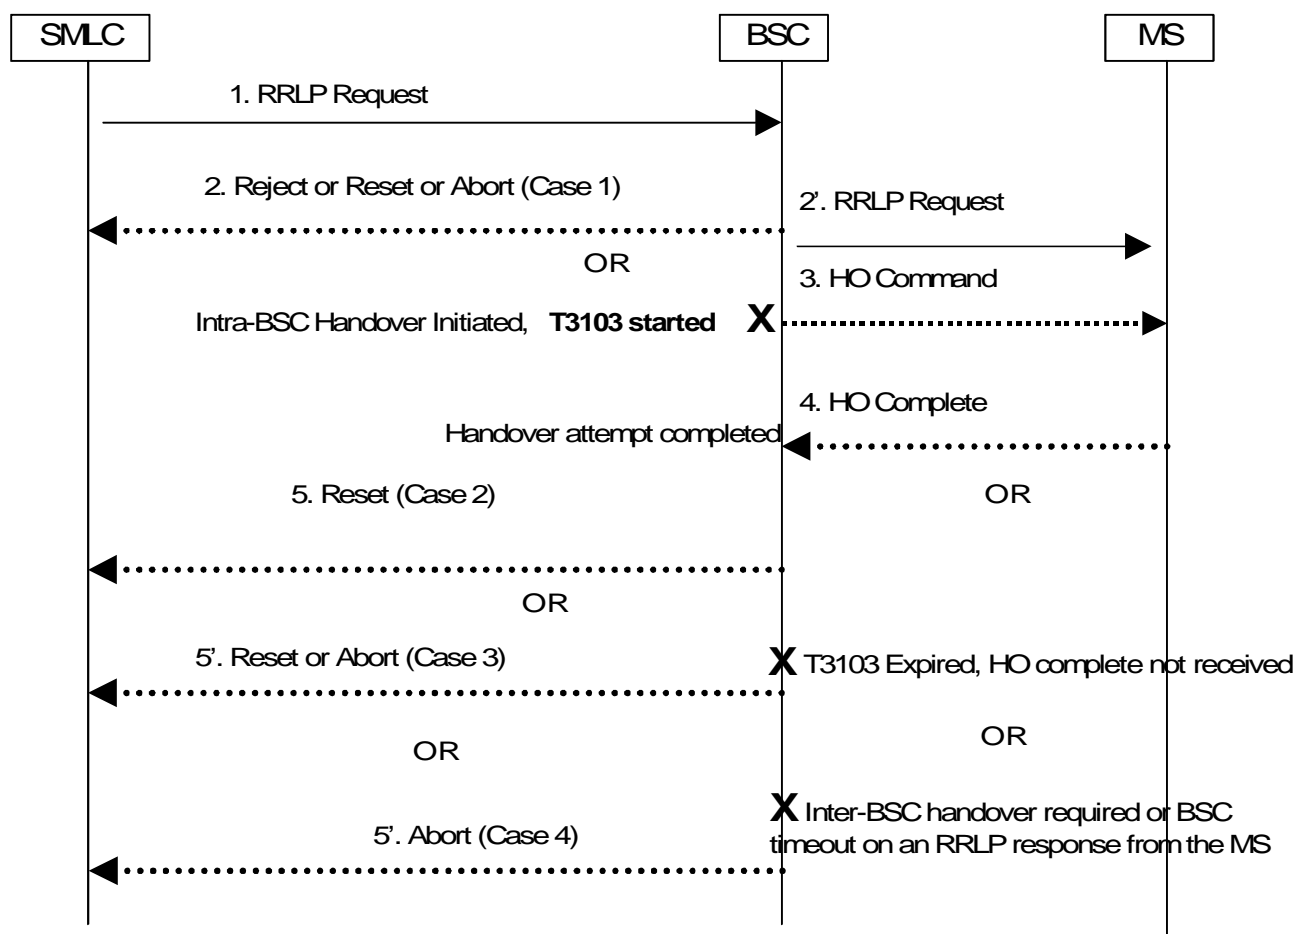 SMLC
BSC
MS
1. RRLP Request
2. Reject or Reset or Abort (Case 1)
2'. RRLP Request
OR
3. HO Command
Intra-BSC Handover Initiated, T3103 started X
4. HO Complete
Handover attempt completed
5. Reset (Case 2)
OR
OR
5'. Reset or Abort (Case 3)
X T3103 Expired, HO complete not received
OR
OR
X Inter-BSC handover required or BSC
timeout on an RRLP response from the MS
5'. Abort (Case 4)